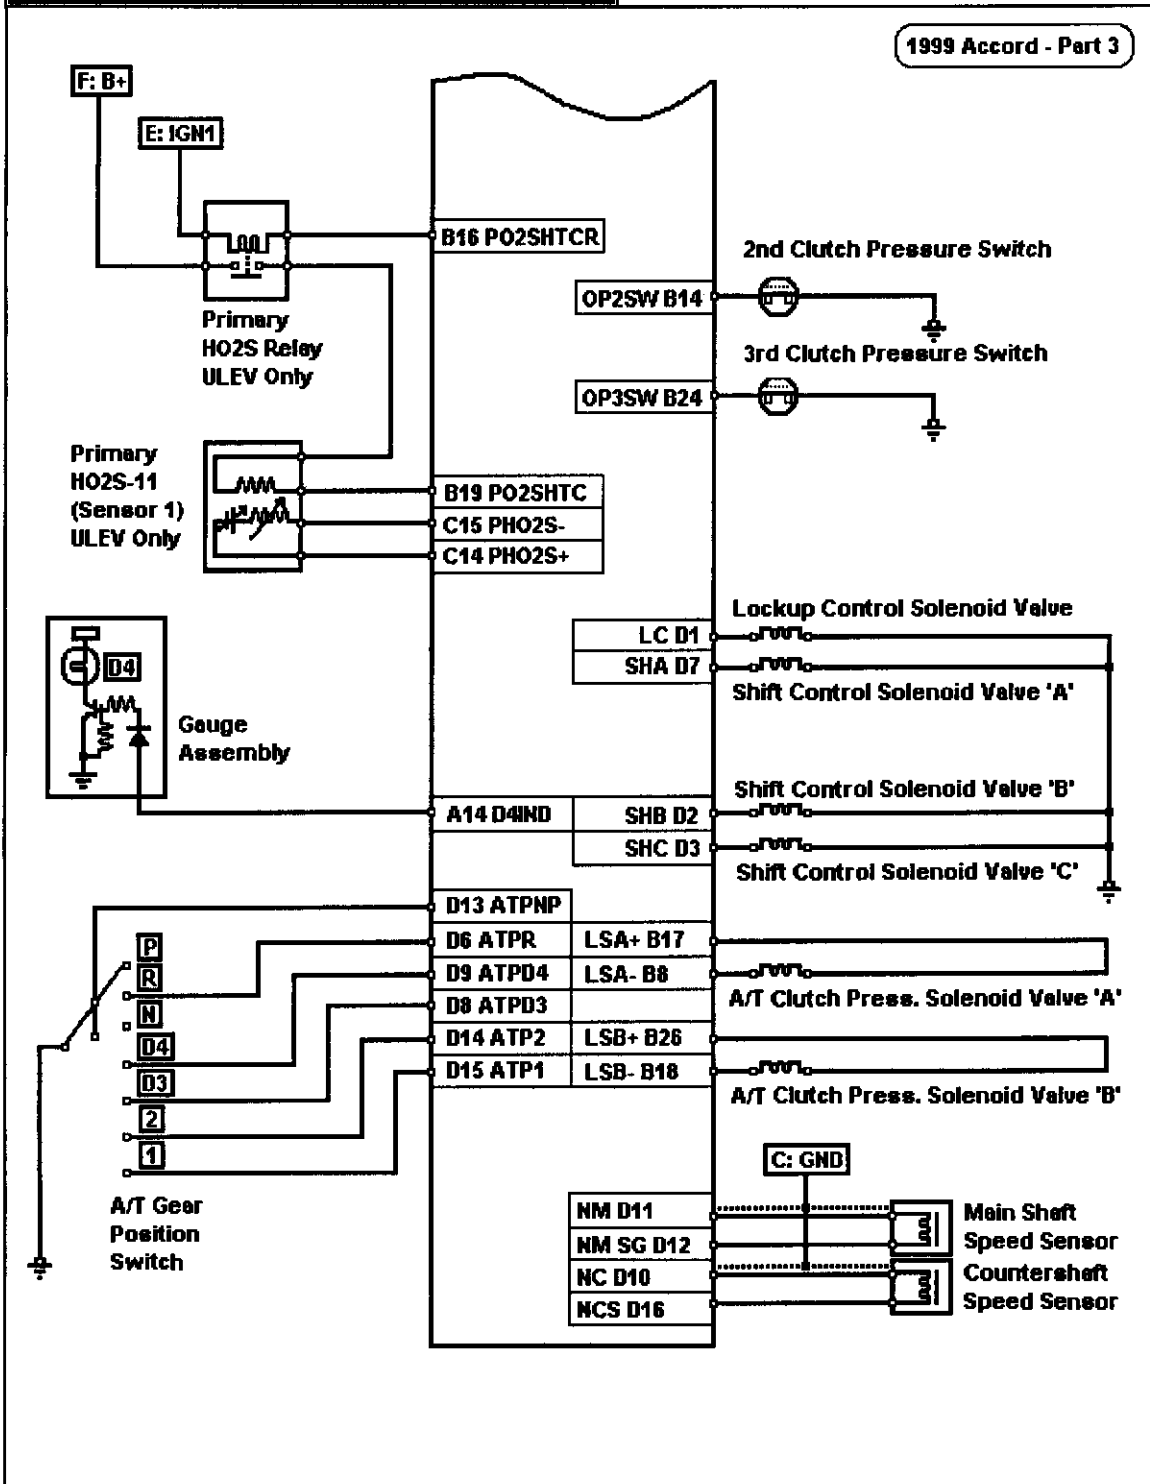 1999 Accord - Part 3
F: B+
E: IGN1
B16 PO2SHTCR
Primary
HO2S Relay
ULEV Only
2nd Clutch Pressure Switch
OP2SW B14
3rd Clutch Pressure Switch
OP3SW B24
Primary
HO2S-11
(Sensor 1)
ULEV Only
B19 PO2SHTC
C15 PHO2S-
C14 PHO2S+
Lockup Control Solenoid Valve
LC D1
SHA D7
Shift Control Solenoid Valve 'A'
D4
Gauge
Assembly
Shift Control Solenoid Valve 'B'
A14 D4IND
SHB D2
SHC D3
Shift Control Solenoid Valve 'C'
D13 ATPNP
D6 ATPR
LSA+ B17
D9 ATPD4
LSA- B8
A/T Clutch Press. Solenoid Valve 'A'
D8 ATPD3
D14 ATP2
LSB+ B26
D15 ATP1
LSB- B18
A/T Clutch Press. Solenoid Valve 'B'
P
R
N
D4
D3
2
1
A/T Gear
Position
Switch
C: GND
NM D11
NM SG D12
NC D10
NCS D16
Main Shaft
Speed Sensor
Countershaft
Speed Sensor